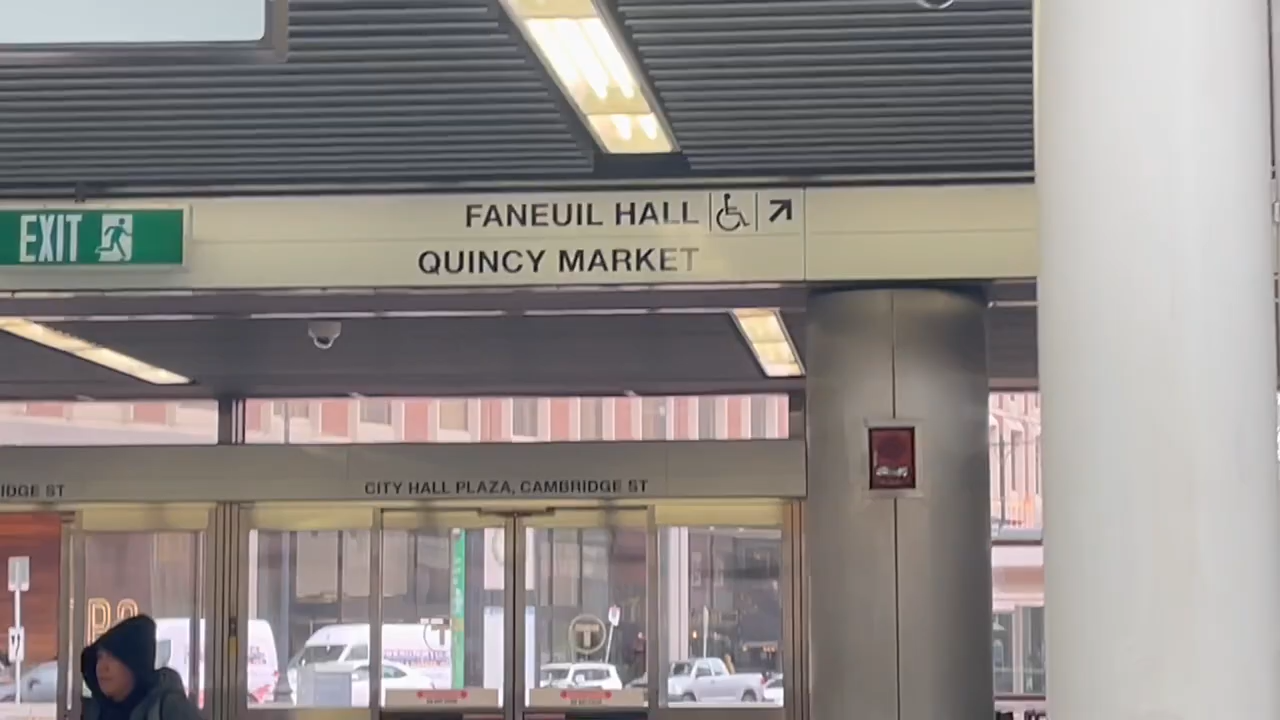 EXIT
FANEUIL HALL
QUINCY MARKET
CITY HALL PLAZA, CAMBRIDGE ST
IDGE ST
T
T